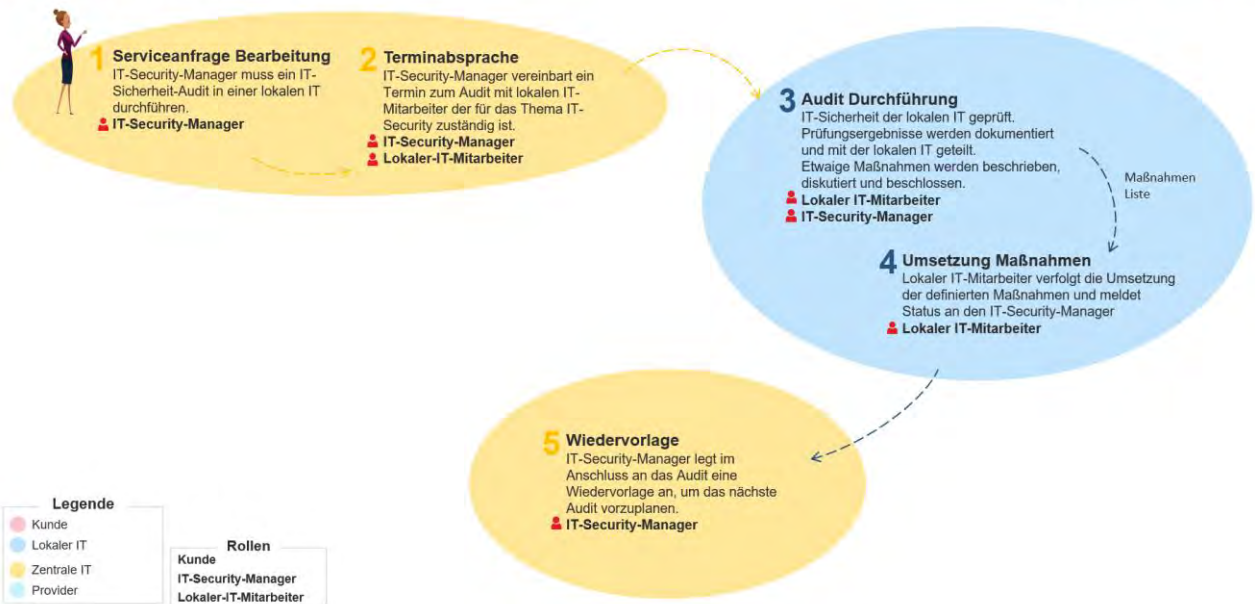 1 Serviceanfrage Bearbeitung
IT-Security-Manager muss ein IT-
Sicherheit-Audit in einer lokalen IT
durchführen.
IT-Security-Manager
2 Terminabsprache
IT-Security-Manager vereinbart ein
Termin zum Audit mit lokalen IT-
Mitarbeiter der für das Thema IT-
Security zuständig ist.
IT-Security-Manager
Lokaler-IT-Mitarbeiter
3 Audit Durchführung
IT-Sicherheit der lokalen IT geprüft.
Prüfungsergebnisse werden dokumentiert
und mit der lokalen IT geteilt.
Etwaige Maßnahmen werden beschrieben,
diskutiert und beschlossen.
Lokaler IT-Mitarbeiter
IT-Security-Manager
Maßnahmen
Liste
4 Umsetzung Maßnahmen
Lokaler IT-Mitarbeiter verfolgt die Umsetzung
der definierten Maßnahmen und meldet
Status an den IT-Security-Manager
Lokaler IT-Mitarbeiter
5 Wiedervorlage
IT-Security-Manager legt im
Anschluss an das Audit eine
Wiedervorlage an, um das nächste
Audit vorzuplanen.
IT-Security-Manager
Legende
Kunde
Lokaler IT
Zentrale IT
Provider
Rollen
Kunde
IT-Security-Manager
Lokaler-IT-Mitarbeiter